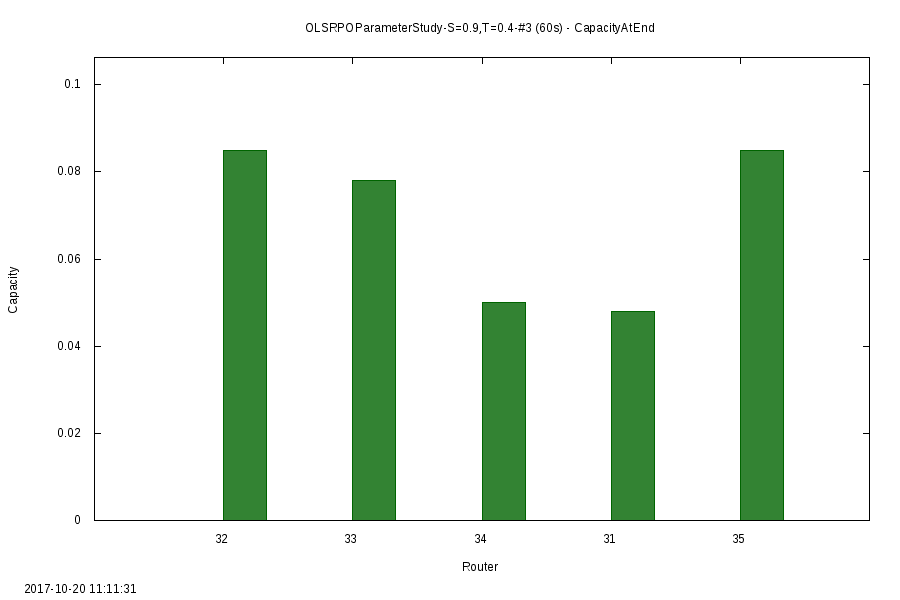 OLSRPOParameterStudy-S=0.9,T=0.4-#3 (60s) - CapacityAtEnd
0.1
0.08
0.06
0.04
0.02
0
Capacity
32 33 34 31 35
Router
2017-10-20 11:11:31